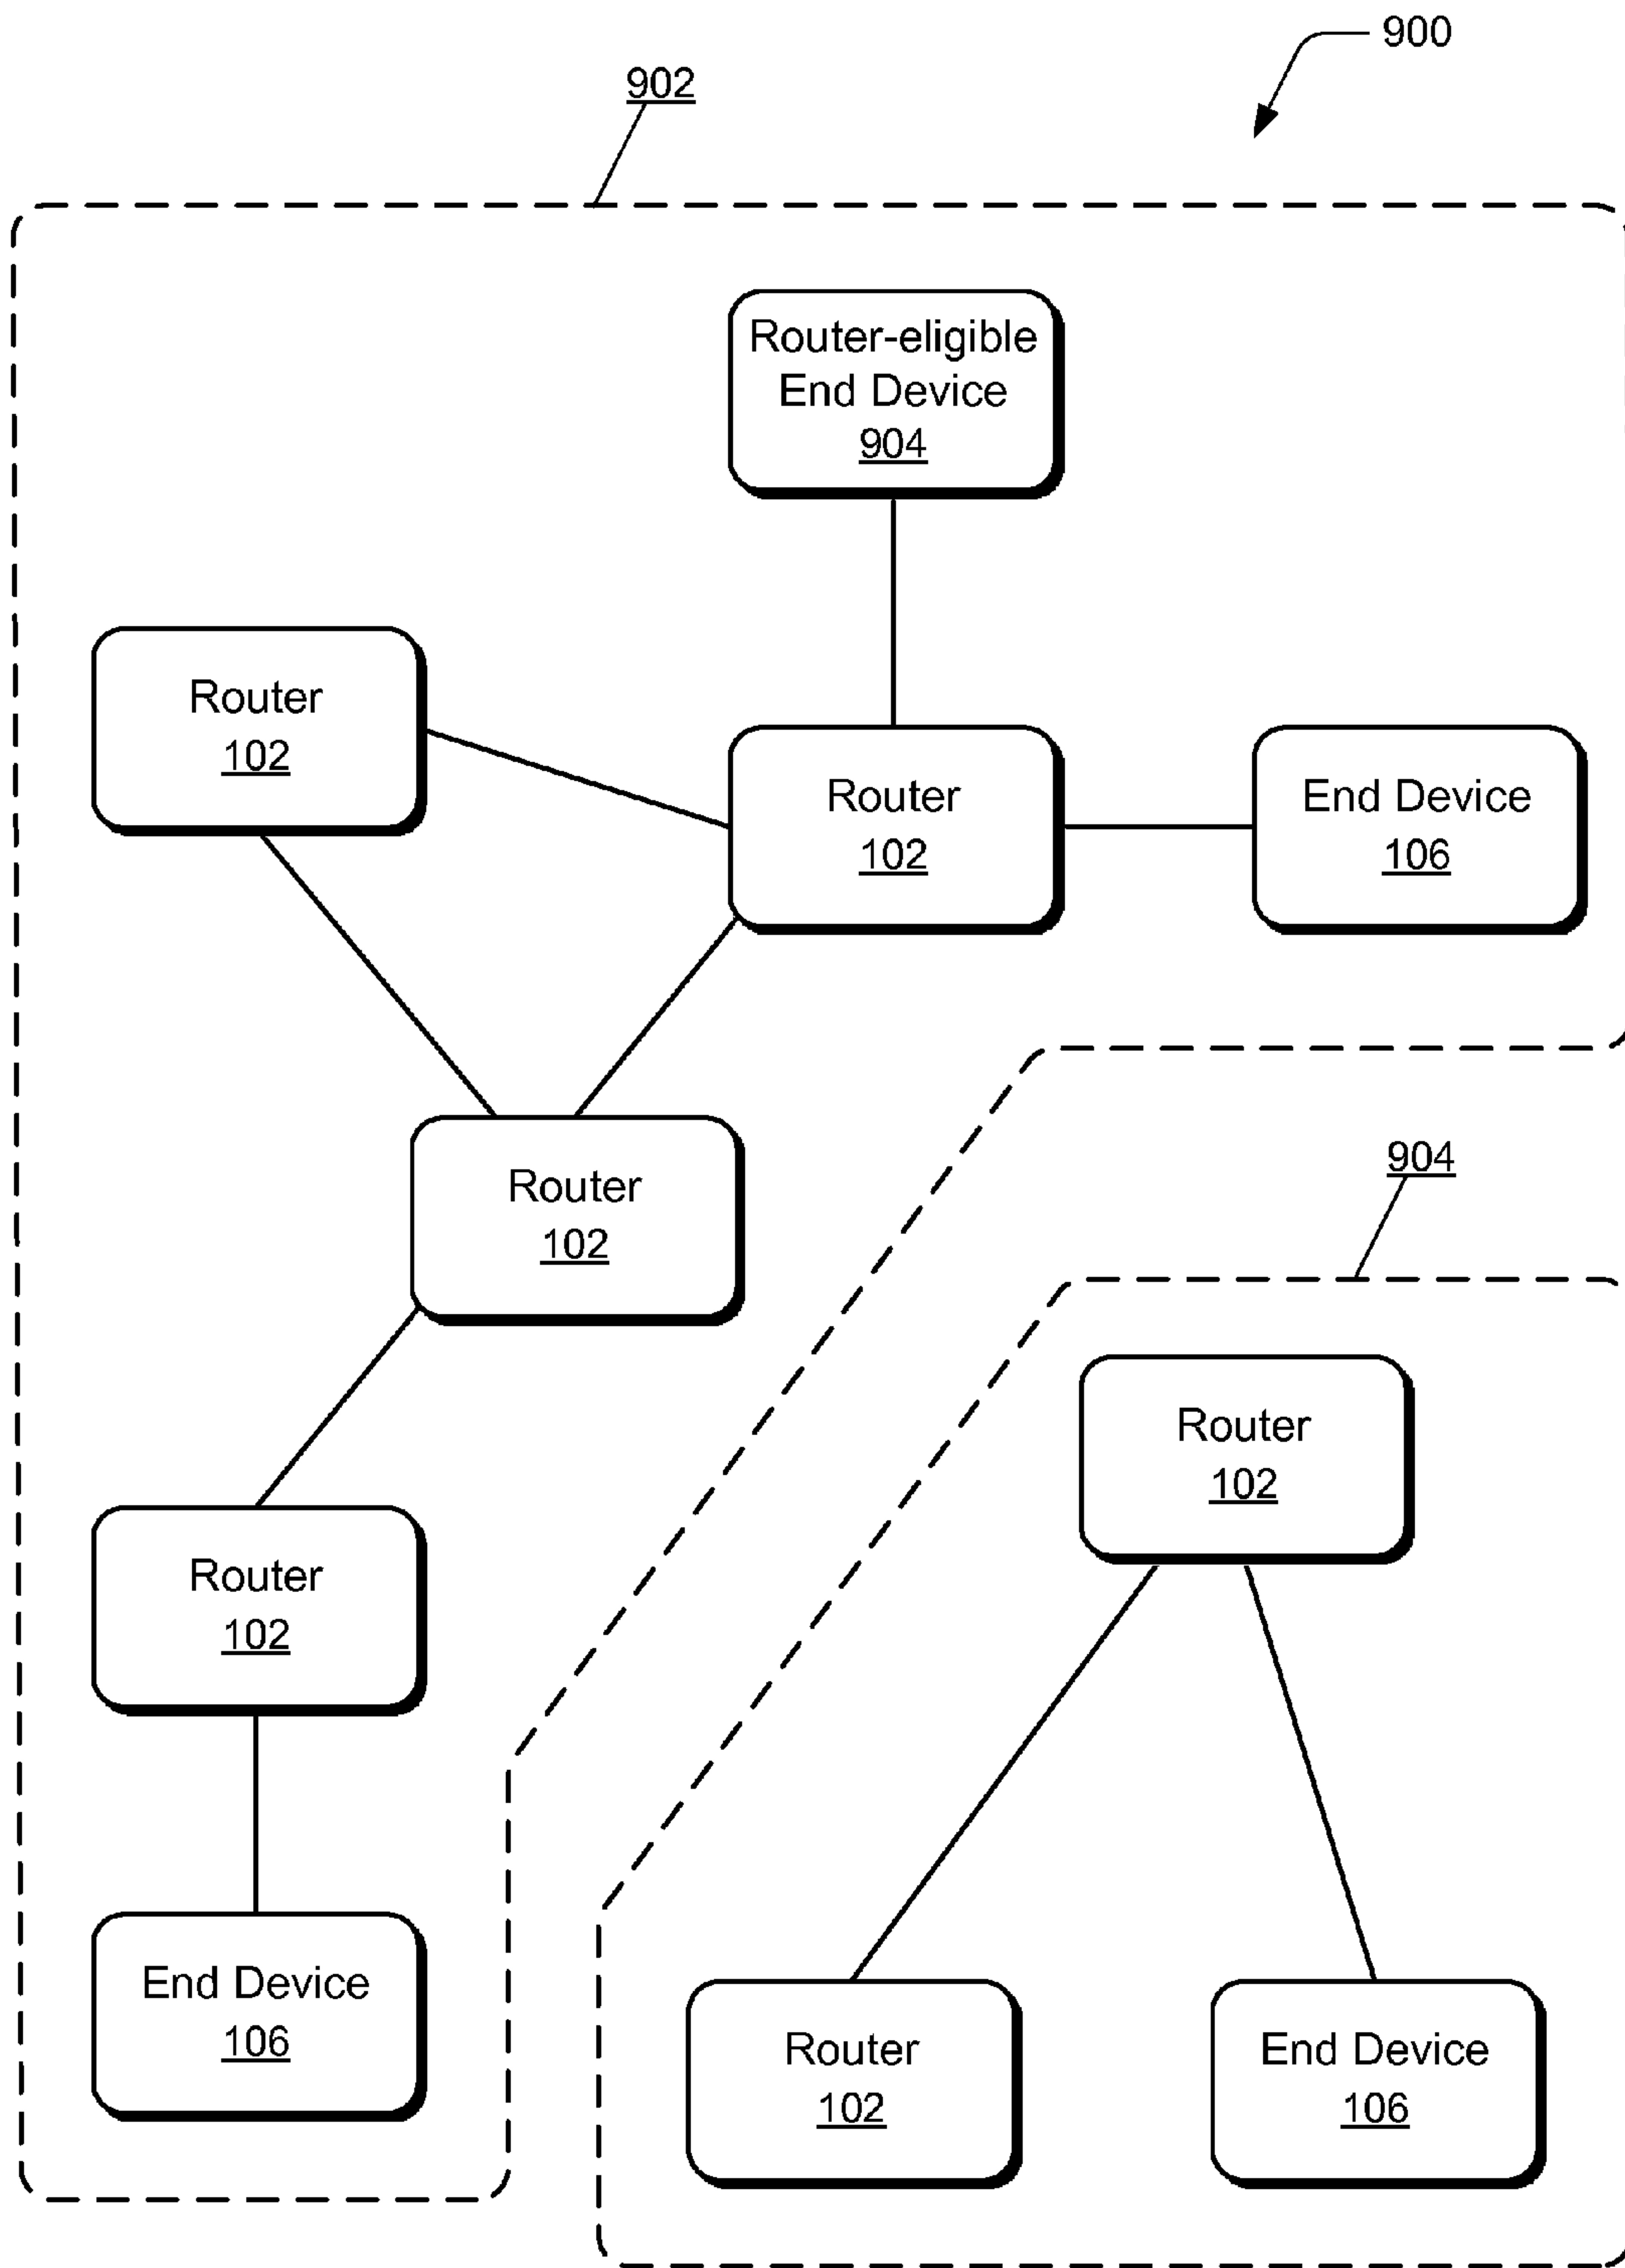 900
902
Router-eligible
End Device
904
Router
102
Router
102
End Device
106
Router
102
904
Router
102
Router
102
End Device
106
Router
102
End Device
106